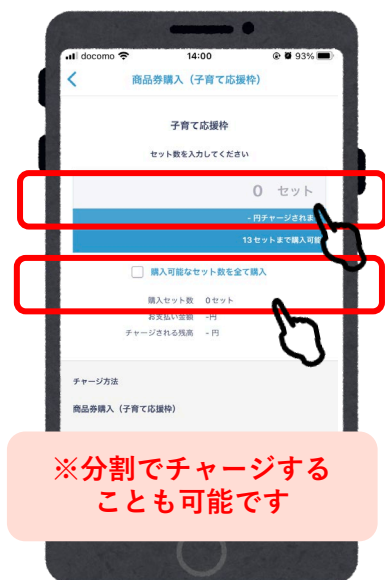 docomo 14:00 93%
商品券購入(子育て応援枠)
子育て応援枠
セット数を入力してください
0 セット
- 円チャージされま
13セットまで購入可能
購入可能なセット数を全て購入
購入セット数 0セット
お支払い金額 -円
チャージされる残高 - 円
チャージ方法
商品券購入(子育て応援枠)
※分割でチャージする
ことも可能です